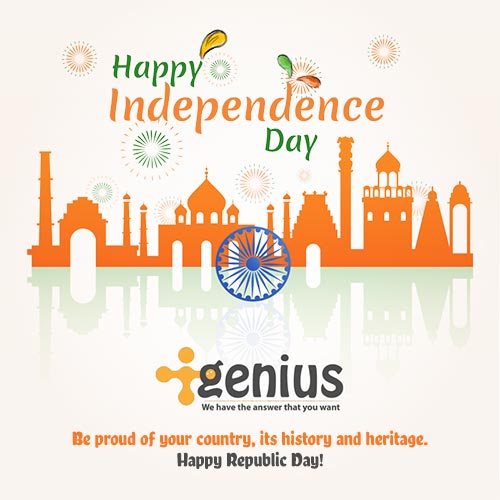 Happy
Independence
Day
genius
We have the answer that you want
Be proud of your country, its history and heritage.
Happy Republic Day!